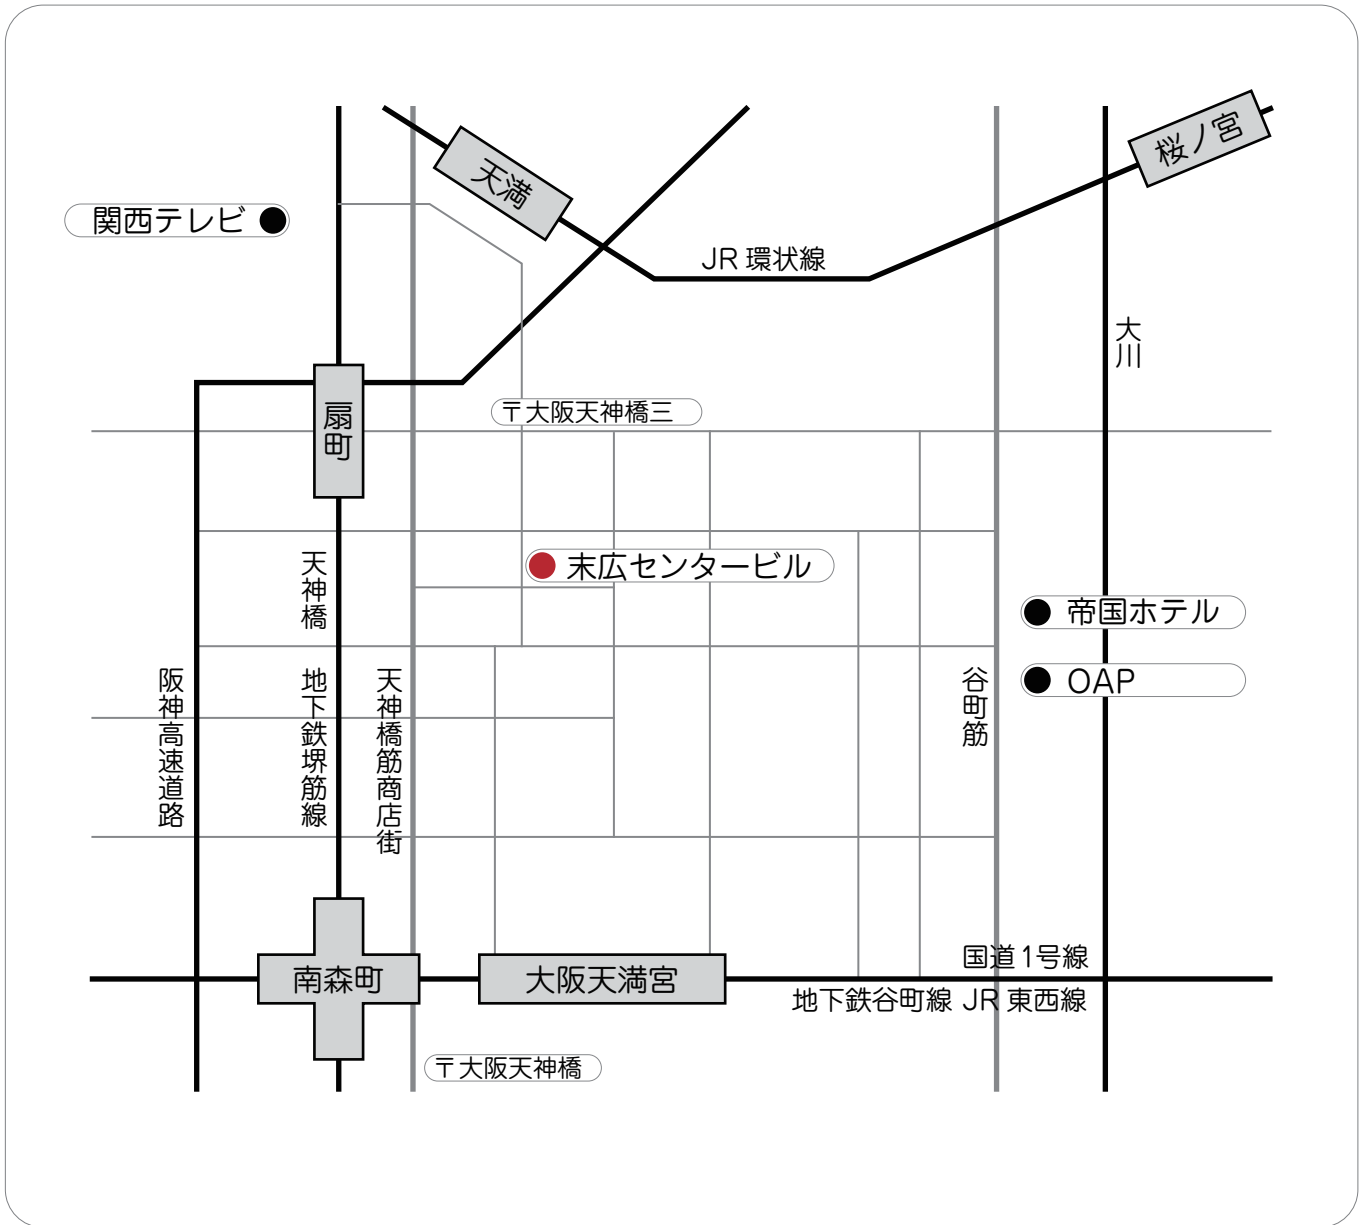 桜ノ宮
天満
関西テレビ
JR 環状線
大川
扇町
〒大阪天神橋三
天神橋
末広センタービル
帝国ホテル
OAP
阪神高速道路
地下鉄堺筋線
天神橋筋商店街
谷町筋
国道1号線
南森町
大阪天満宮
地下鉄谷町線 JR 東西線
〒大阪天神橋